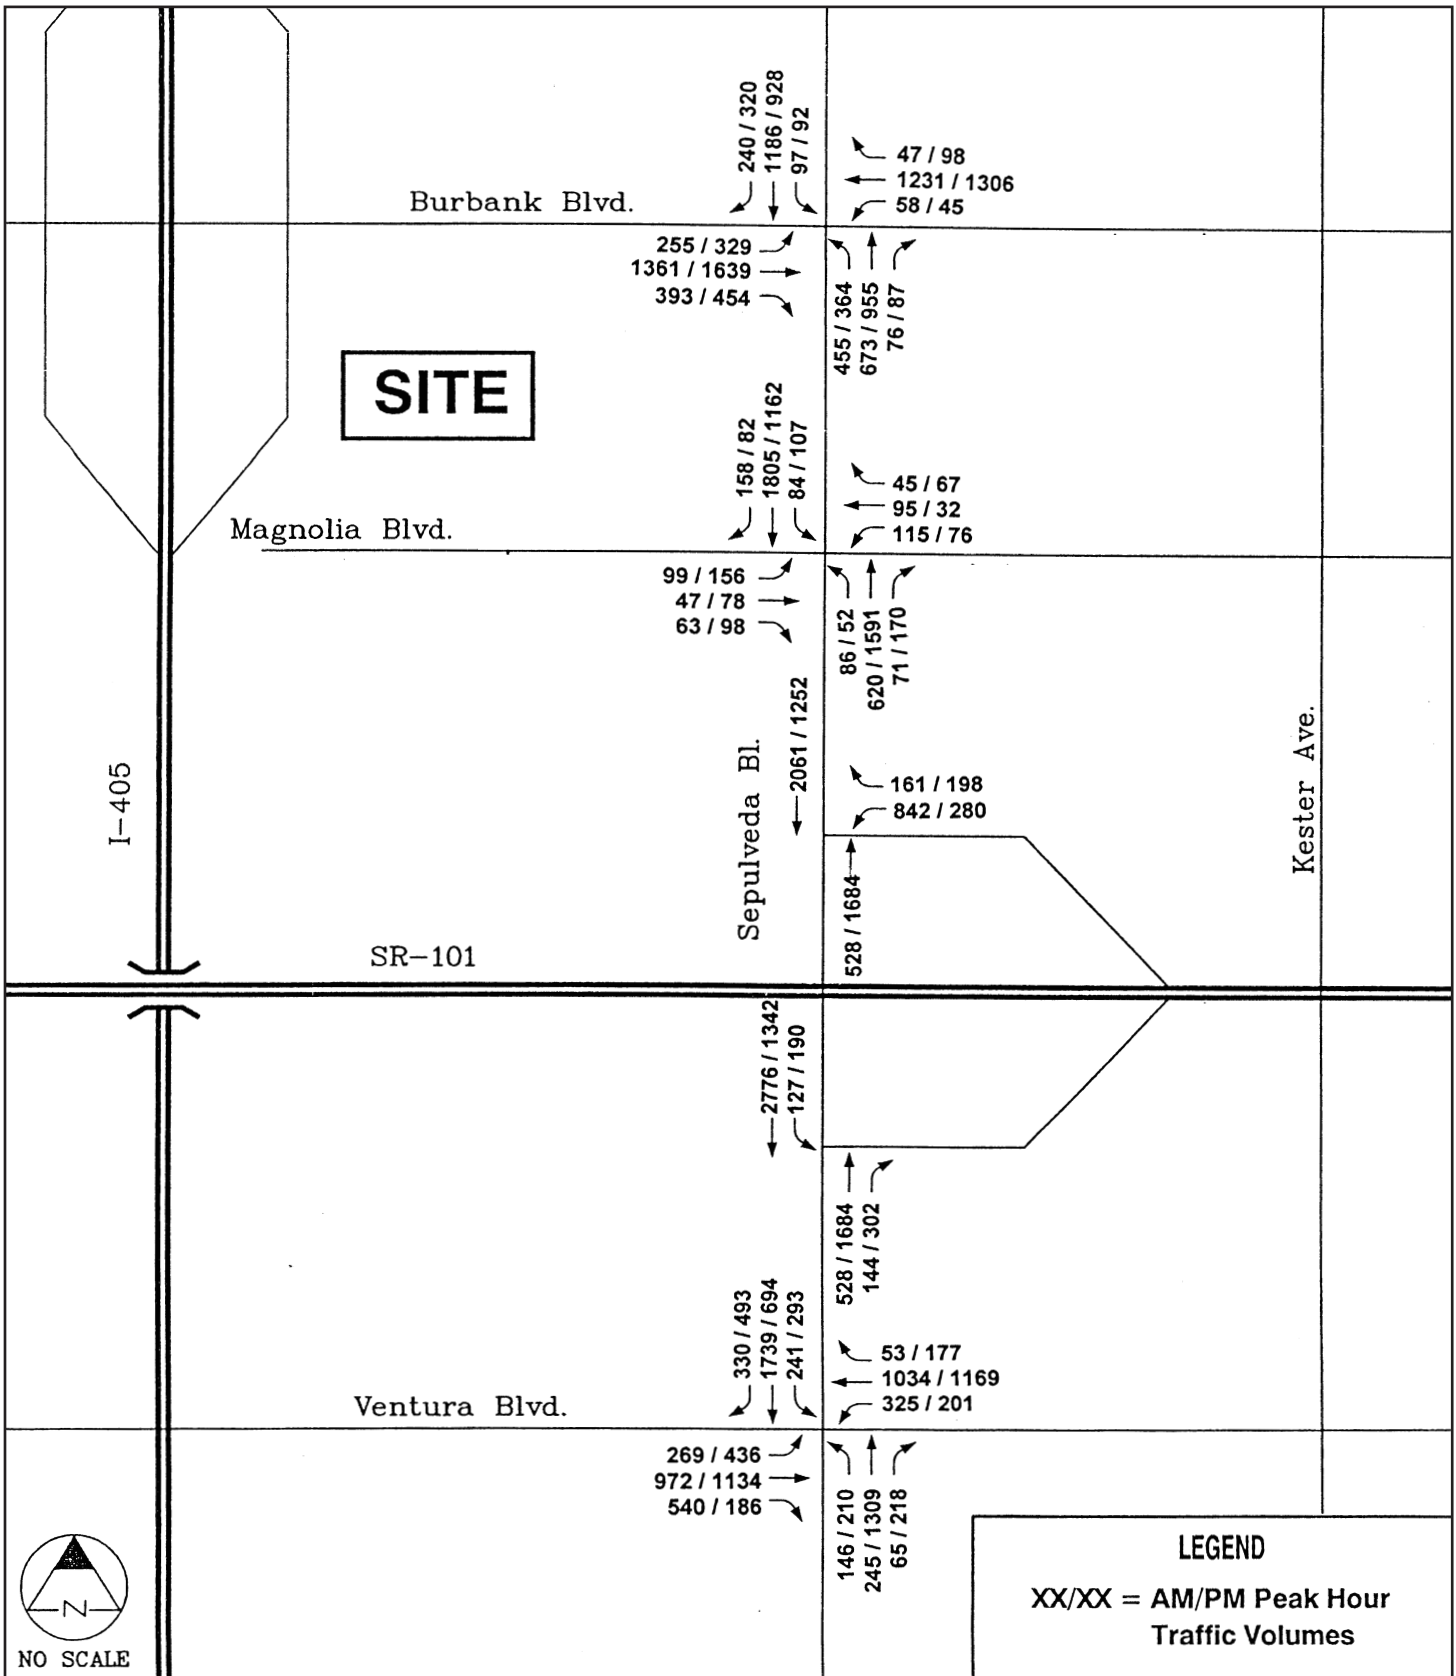 240 / 320
1186 / 928
97 / 92
47 / 98
1231 / 1306
58 / 45
Burbank Blvd.
255 / 329
1361 / 1639
393 / 454
455 / 364
673 / 955
76 / 87
SITE
158 / 82
1805 / 1162
84 / 107
45 / 67
95 / 32
115 / 76
Magnolia Blvd.
99 / 156
47 / 78
63 / 98
86 / 52
620 / 1591
71 / 170
2061 / 1252
Sepulveda Bl.
Kester Ave.
I-405
161 / 198
842 / 280
528 / 1684
SR-101
2776 / 1342
127 / 190
528 / 1684
144 / 302
330 / 493
1739 / 694
241 / 293
53 / 177
1034 / 1169
325 / 201
Ventura Blvd.
269 / 436
972 / 1134
540 / 186
146 / 210
245 / 1309
65 / 218
N
NO SCALE
LEGEND
XX/XX = AM/PM Peak Hour
Traffic Volumes